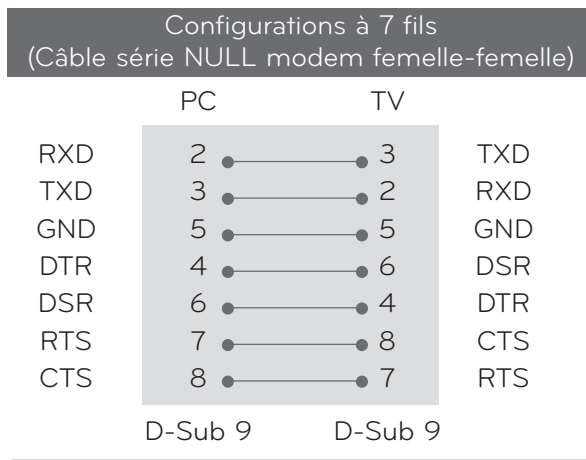 Configurations à 7 fils
(Câble série NULL modem femelle-femelle)
PC TV
RXD 2 3 TXD
TXD 3 2 RXD
GND 5 5 GND
DTR 4 6 DSR
DSR 6 4 DTR
RTS 7 8 CTS
CTS 8 7 RTS
D-Sub 9 D-Sub 9